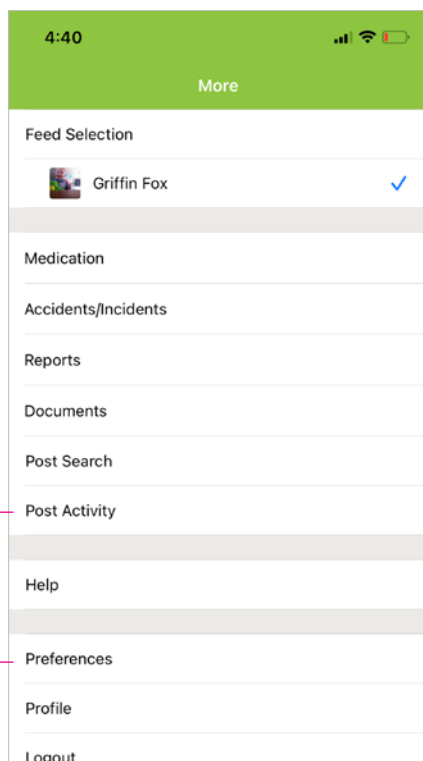 4:40
More
Feed Selection
Griffin Fox
Medication
Accidents/Incidents
Reports
Documents
Post Search
Post Activity
Help
Preferences
Profile
Logout